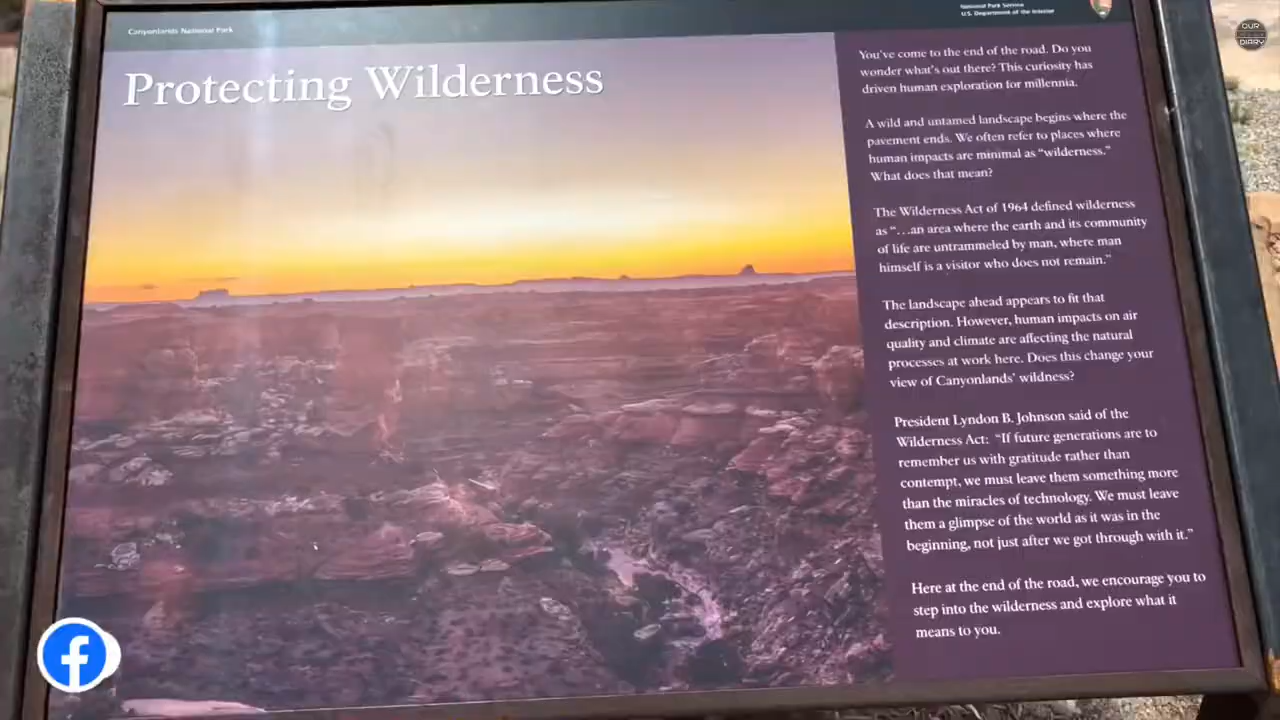 Canyonlands National Park
National Park Service
U.S. Department of the Interior
Protecting Wilderness
You've come to the end of the road. Do you
wonder what's out there? This curiosity has
driven human exploration for millennia.
A wild and untamed landscape begins where the
pavement ends. We often refer to places where
human impacts are minimal as “wilderness.”
What does that mean?
The Wilderness Act of 1964 defined wilderness
as “…an area where the earth and its community
of life are untrammeled by man, where man
himself is a visitor who does not remain.”
The landscape ahead appears to fit that
description. However, human impacts on air
quality and climate are affecting the natural
processes at work here. Does this change your
view of Canyonlands' wildness?
President Lyndon B. Johnson said of the
Wilderness Act: “If future generations are to
remember us with gratitude rather than
contempt, we must leave them something more
than the miracles of technology. We must leave
them a glimpse of the world as it was in the
beginning, not just after we got through with it.”
Here at the end of the road, we encourage you to
step into the wilderness and explore what it
means to you.
OUR
DIARY